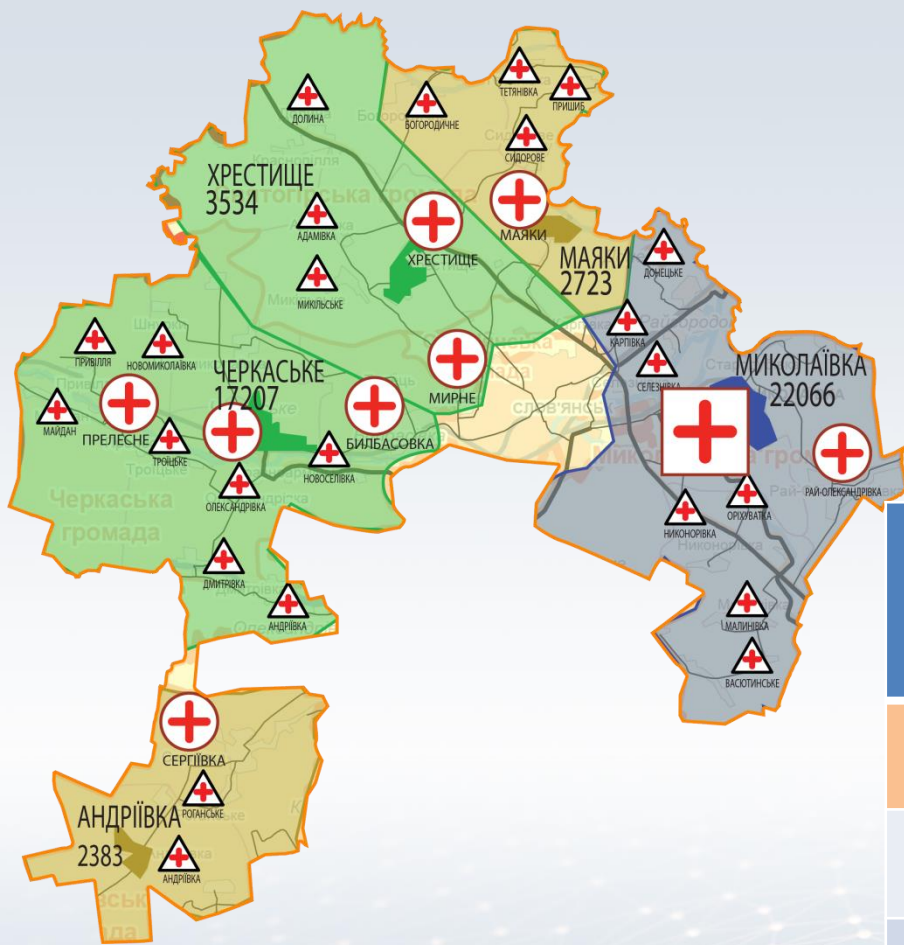 ДОЛИНА
БОГОРОДИЧНЕ
ТЕТЯНІВКА
ПРИШИБ
СИДОРОВЕ
ХРЕСТИЩЕ
3534
АДАМІВКА
ХРЕСТИЩЕ
МАЯКИ
МАЯКИ
2723
ДОНЕЦЬКЕ
МИКІЛЬСЬКЕ
КАРПІВКА
СЕЛЕЗНІВКА
МИКОЛАЇВКА
22066
ПРИВІЛЛЯ
НОВОМИКОЛАЇВКА
ЧЕРКАСЬКЕ
17207
МИРНЕ
СЛОВ'ЯНСЬК
МАЙДАН
ПРЕЛЕСНЕ
ТРОЇЦЬКЕ
БИЛБАСОВКА
НОВОСЕЛІВКА
РАЙ-ОЛЕКСАНДРІВКА
ОЛЕКСАНДРІВКА
Черкаська
громада
НИКОНОРІВКА
ОРІХУВАТКА
ДМИТРІВКА
АНДРІЇВКА
МАЛИНІВКА
ВАСЮТИНСЬКЕ
СЕРГІЇВКА
РОГАНСЬКЕ
АНДРІЇВКА
2383
АНДРІЇВКА